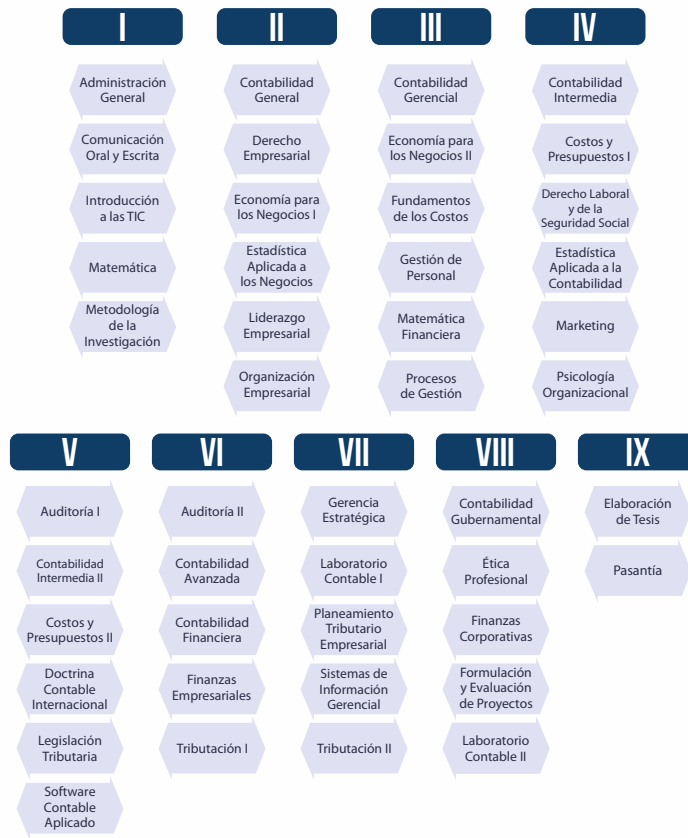 I
Administración
General
Comunicación
Oral y Escrita
Introducción
a las TIC
Matemática
Metodología
de la
Investigación
II
Contabilidad
General
Derecho
Empresarial
Economía para
los Negocios I
Estadística
Aplicada a
los Negocios
Liderazgo
Empresarial
Organización
Empresarial
III
Contabilidad
Gerencial
Economía para
los Negocios II
Fundamentos
de los Costos
Gestión de
Personal
Matemática
Financiera
Procesos
de Gestión
IV
Contabilidad
Intermedia
Costos y
Presupuestos I
Derecho Laboral
y de la
Seguridad Social
Estadística
Aplicada a la
Contabilidad
Marketing
Psicología
Organizacional
V
Auditoría I
Contabilidad
Intermedia II
Costos y
Presupuestos II
Doctrina
Contable
Internacional
Legislación
Tributaria
Software
Contable
Aplicado
VI
Auditoría II
Contabilidad
Avanzada
Contabilidad
Financiera
Finanzas
Empresariales
Tributación I
VII
Gerencia
Estratégica
Laboratorio
Contable I
Planeamiento
Tributario
Empresarial
Sistemas de
Información
Gerencial
Tributación II
VIII
Contabilidad
Gubernamental
Ética
Profesional
Finanzas
Corporativas
Formulación
y Evaluación
de Proyectos
Laboratorio
Contable II
IX
Elaboración
de Tesis
Pasantía